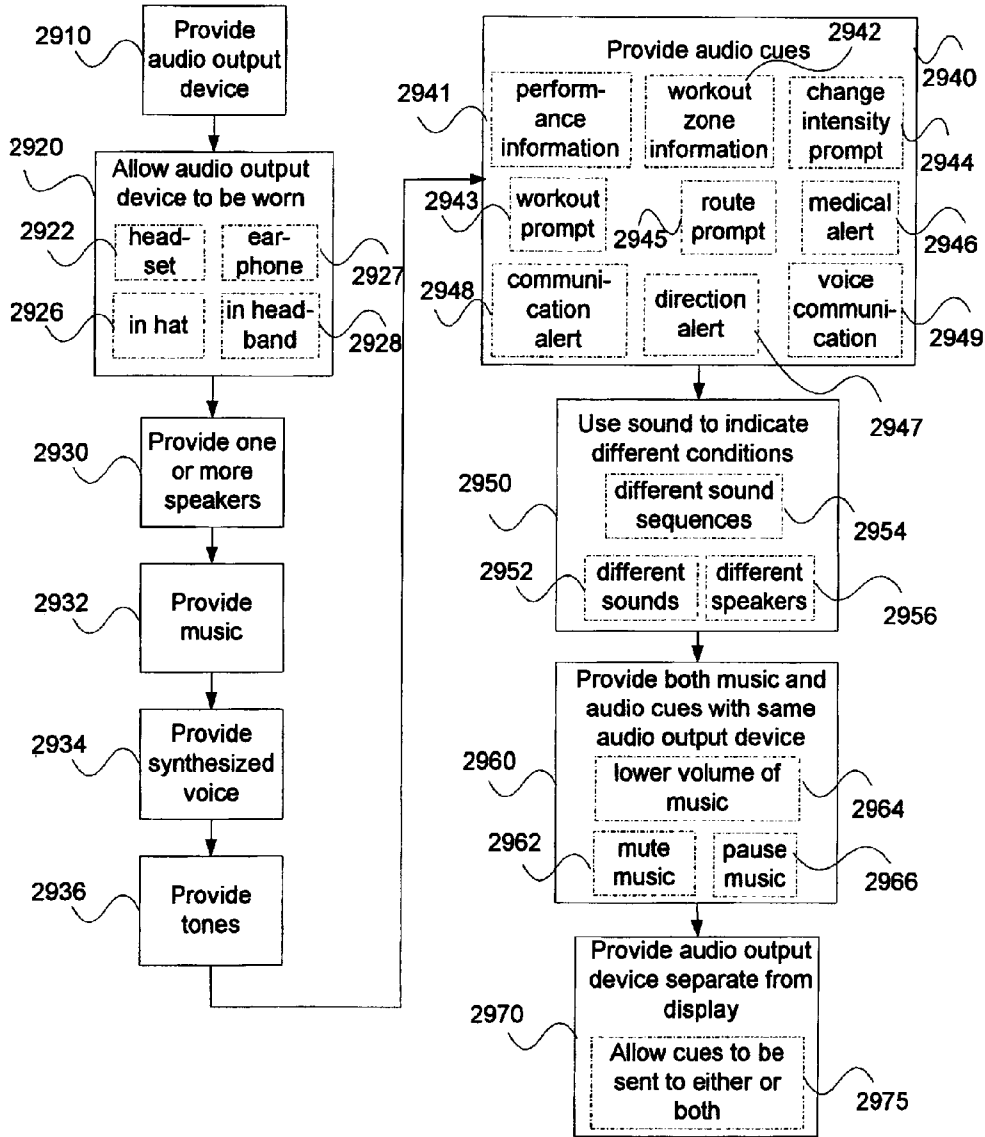 2910
Provide
audio output
device
2920
Allow audio output
device to be worn
2922
head-
set
ear-
phone
2927
2926
in hat
in head-
band
2928
2930
Provide one
or more
speakers
2932
Provide
music
2934
Provide
synthesized
voice
2936
Provide
tones
Provide audio cues
2942
2940
2941
perform-
ance
information
workout
zone
information
change
intensity
prompt
2944
2943
workout
prompt
2945
route
prompt
medical
alert
2946
2948
communi-
cation
alert
direction
alert
voice
communi-
cation
2949
2947
Use sound to indicate
different conditions
2950
different sound
sequences
2954
2952
different
sounds
different
speakers
2956
Provide both music and
audio cues with same
audio output device
2960
lower volume of
music
2964
2962
mute
music
pause
music
2966
Provide audio output
device separate from
display
2970
Allow cues to be
sent to either or
both
2975